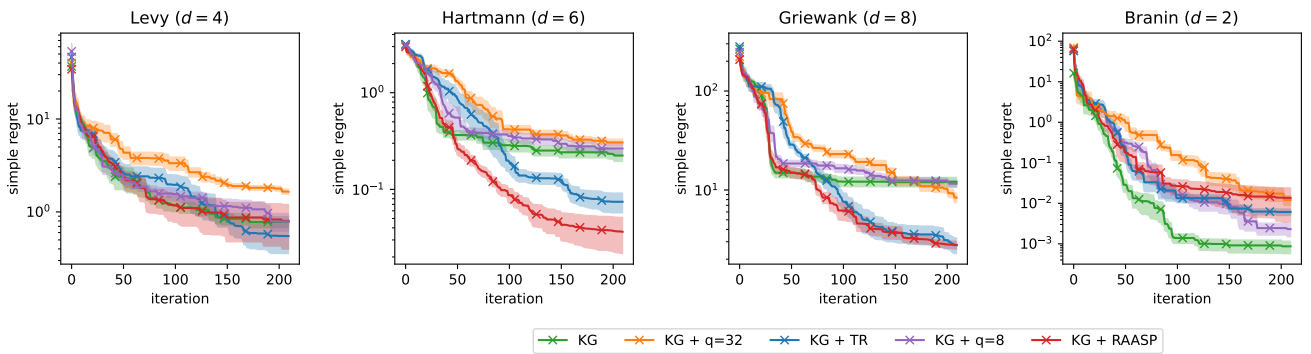 Levy (d = 4)
simple regret
10¹
10⁰
0 50 100 150 200
iteration
Hartmann (d = 6)
simple regret
10⁰
10⁻¹
0 50 100 150 200
iteration
Griewank (d = 8)
simple regret
10²
10¹
0 50 100 150 200
iteration
Branin (d = 2)
simple regret
10²
10¹
10⁰
10⁻¹
10⁻²
10⁻³
0 50 100 150 200
iteration
KG KG + q=32 KG + TR KG + q=8 KG + RAASP